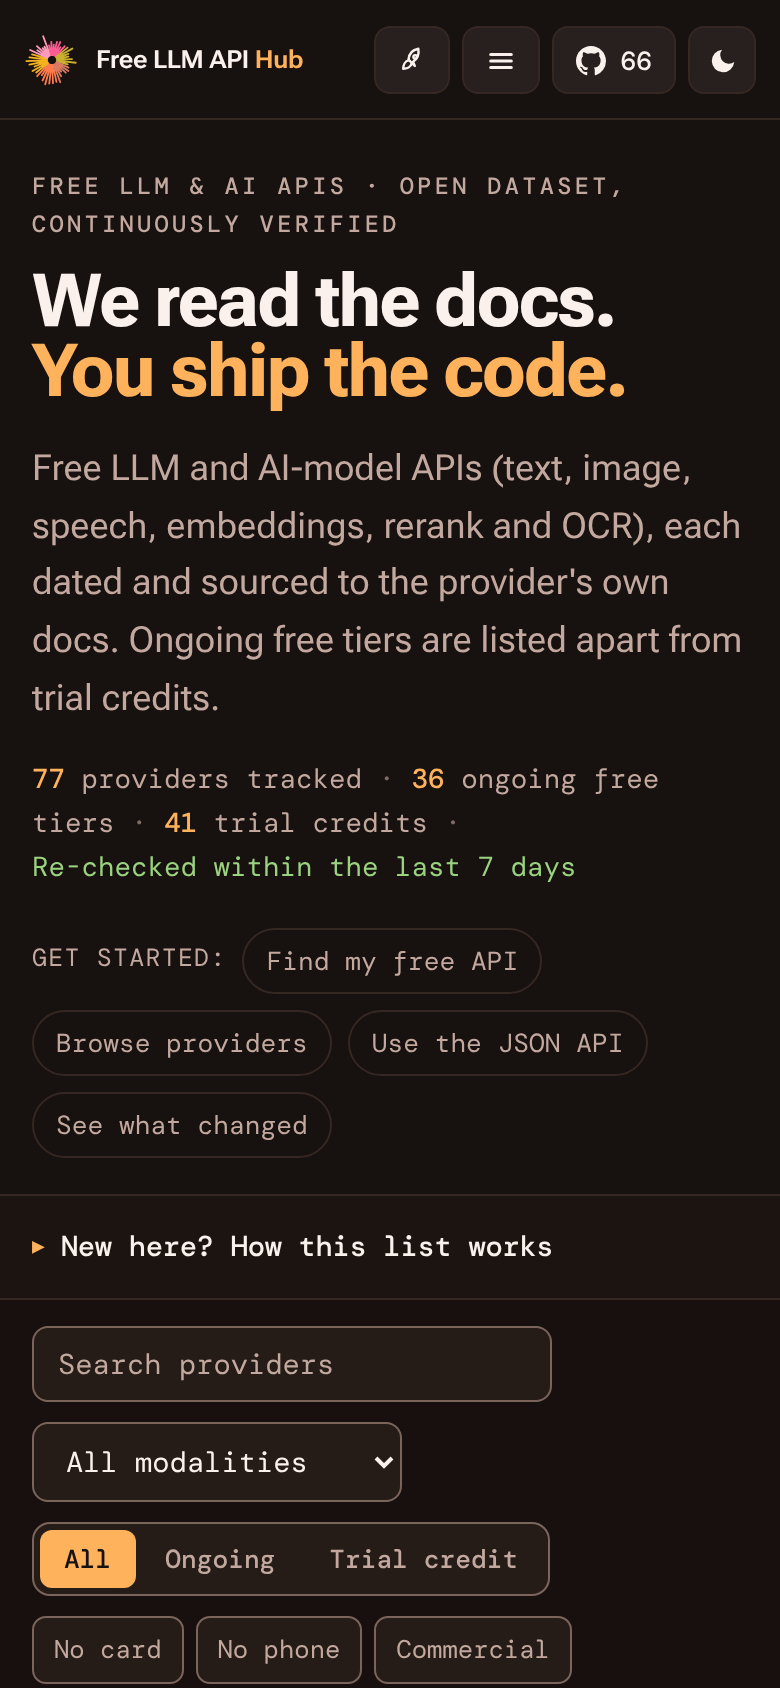 Free LLM API Hub
66
FREE LLM & AI APIS · OPEN DATASET,
CONTINUOUSLY VERIFIED
We read the docs.
You ship the code.
Free LLM and AI-model APIs (text, image,
speech, embeddings, rerank and OCR), each
dated and sourced to the provider's own
docs. Ongoing free tiers are listed apart from
trial credits.
77 providers tracked · 36 ongoing free
tiers · 41 trial credits ·
Re-checked within the last 7 days
GET STARTED: Find my free API
Browse providers Use the JSON API
See what changed
▸ New here? How this list works
Search providers
All modalities
All Ongoing Trial credit
No card No phone Commercial